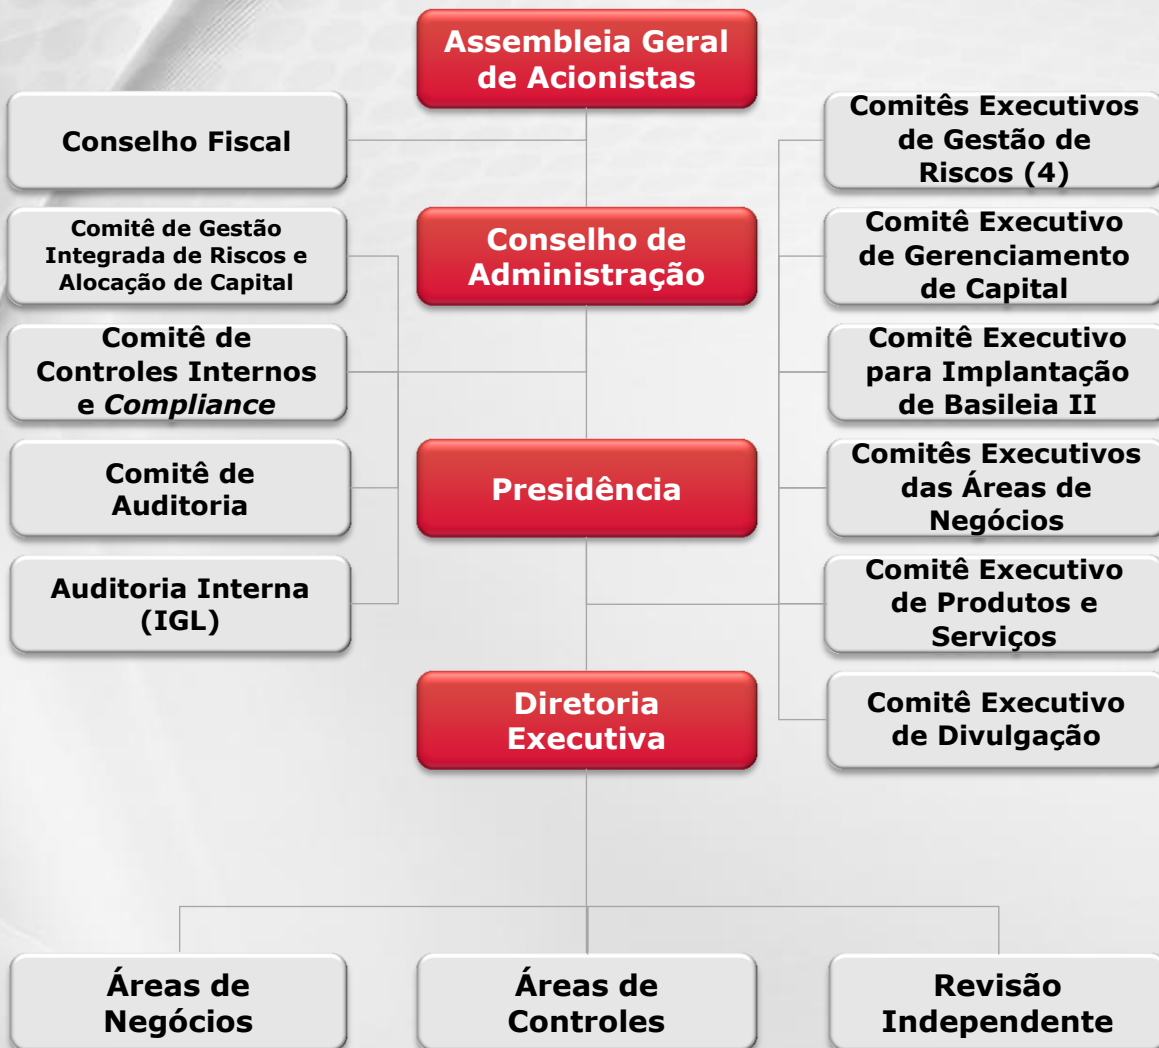 Assembleia Geral
de Acionistas
Conselho Fiscal
Comitês Executivos
de Gestão de
Riscos (4)
Comitê de Gestão
Integrada de Riscos e
Alocação de Capital
Conselho de
Administração
Comitê Executivo
de Gerenciamento
de Capital
Comitê de
Controles Internos
e Compliance
Comitê Executivo
para Implantação
de Basileia II
Comitê de
Auditoria
Presidência
Comitês Executivos
das Áreas de
Negócios
Auditoria Interna
(IGL)
Comitê Executivo
de Produtos e
Serviços
Diretoria
Executiva
Comitê Executivo
de Divulgação
Áreas de
Negócios
Áreas de
Controles
Revisão
Independente